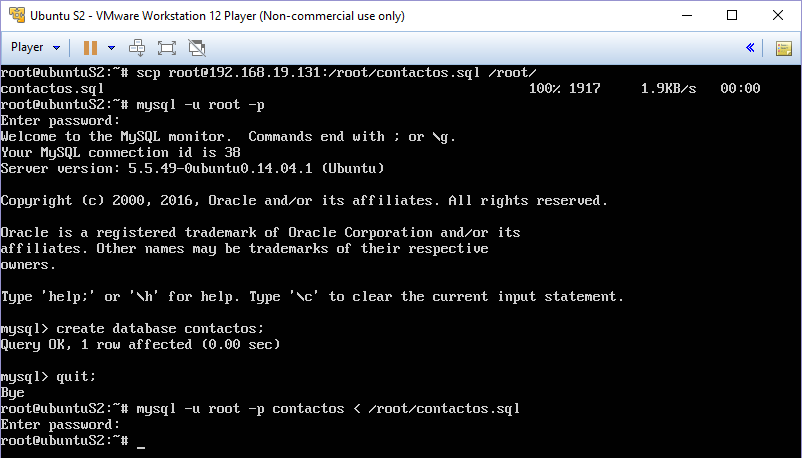 Ubuntu S2 - VMware Workstation 12 Player (Non-commercial use only)
Player
root@ubuntuS2:~# scp root@192.168.19.131:/root/contactos.sql /root/
contactos.sql 100% 1917 1.9KB/s 00:00
root@ubuntuS2:~# mysql -u root -p
Enter password:
Welcome to the MySQL monitor.  Commands end with ; or \g.
Your MySQL connection id is 38
Server version: 5.5.49-0ubuntu0.14.04.1 (Ubuntu)
Copyright (c) 2000, 2016, Oracle and/or its affiliates. All rights reserved.
Oracle is a registered trademark of Oracle Corporation and/or its
affiliates. Other names may be trademarks of their respective
owners.
Type 'help;' or '\h' for help. Type '\c' to clear the current input statement.
mysql> create database contactos;
Query OK, 1 row affected (0.00 sec)
mysql> quit;
Bye
root@ubuntuS2:~# mysql -u root -p contactos < /root/contactos.sql
Enter password:
root@ubuntuS2:~# _